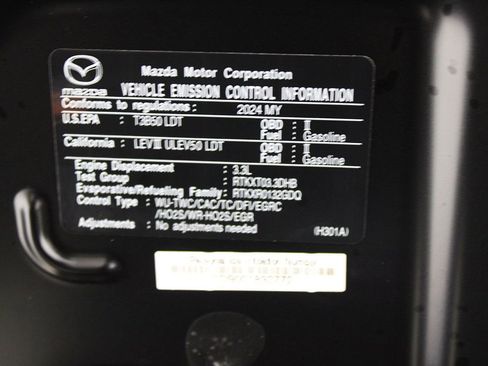 Mazda Motor Corporation
mazda VEHICLE EMISSION CONTROL INFORMATION
Conforms to regulations: 2024 MY
U.S.EPA : T3B50 LDT OBD : II
Fuel : Gasoline
California : LEVIII ULEV50 LDT OBD : II
Fuel : Gasoline
Engine Displacement : 3.3L
Test Group : RTKXT03.3DHB
Evaporative/Refueling Family: RTKXR0132GDQ
Control Type : WU-TWC/CAC/TC/DFI/EGRC
/HO2S/WR-HO2S/EGR
Adjustments : No adjustments needed
(H301A)